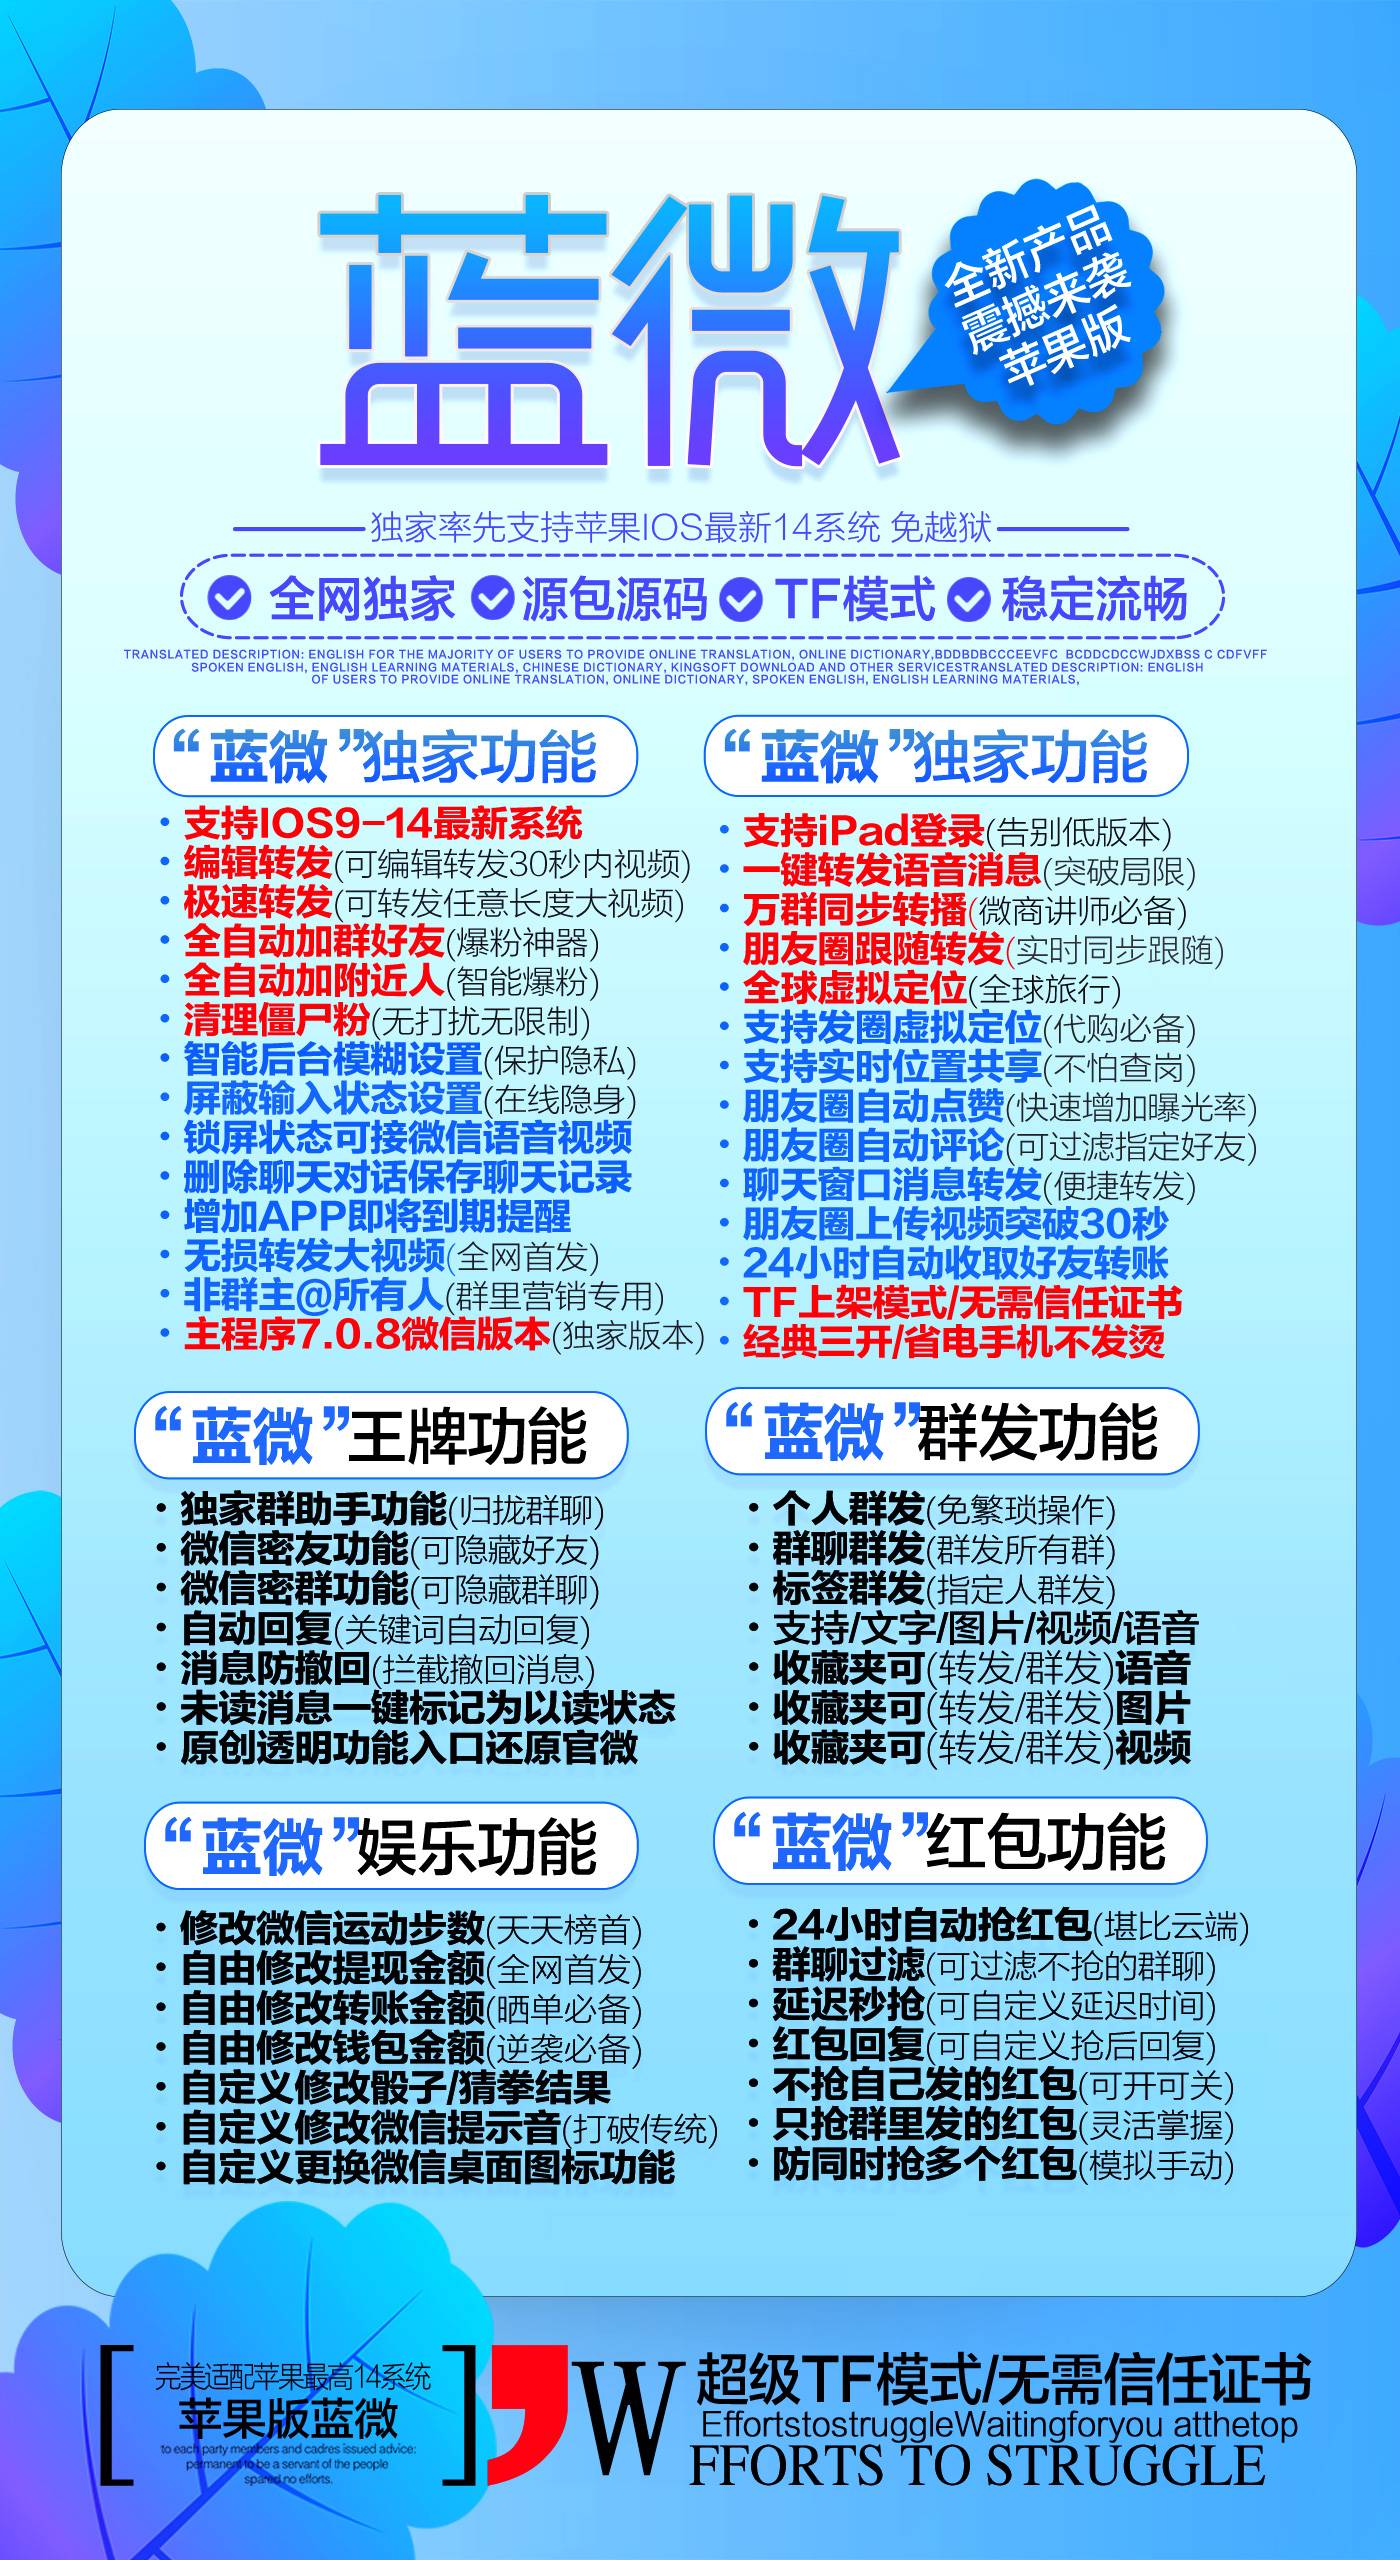 蓝微
全新产品
震撼来袭
苹果版
独家率先支持苹果IOS最新14系统 免越狱
全网独家 源包源码 TF模式 稳定流畅
TRANSLATED DESCRIPTION: ENGLISH FOR THE MAJORITY OF USERS TO PROVIDE ONLINE TRANSLATION, ONLINE DICTIONARY,BDDBDBCCCEEVFC BCDDCDCCWJDXBSS C CDFVFF
SPOKEN ENGLISH, ENGLISH LEARNING MATERIALS, CHINESE DICTIONARY, KINGSOFT DOWNLOAD AND OTHER SERVICESTRANSLATED DESCRIPTION: ENGLISH
OF USERS TO PROVIDE ONLINE TRANSLATION, ONLINE DICTIONARY, SPOKEN ENGLISH, ENGLISH LEARNING MATERIALS,
“蓝微”独家功能
· 支持IOS9-14最新系统
· 编辑转发(可编辑转发30秒内视频)
· 极速转发(可转发任意长度大视频)
· 全自动加群好友(爆粉神器)
· 全自动加附近人(智能爆粉)
· 清理僵尸粉(无打扰无限制)
· 智能后台模糊设置(保护隐私)
· 屏蔽输入状态设置(在线隐身)
· 锁屏状态可接微信语音视频
· 删除聊天对话保存聊天记录
· 增加APP即将到期提醒
· 无损转发大视频(全网首发)
· 非群主@所有人(群里营销专用)
· 主程序7.0.8微信版本(独家版本)
“蓝微”独家功能
· 支持iPad登录(告别低版本)
· 一键转发语音消息(突破局限)
· 万群同步转播(微商讲师必备)
· 朋友圈跟随转发(实时同步跟随)
· 全球虚拟定位(全球旅行)
· 支持发圈虚拟定位(代购必备)
· 支持实时位置共享(不怕查岗)
· 朋友圈自动点赞(快速增加曝光率)
· 朋友圈自动评论(可过滤指定好友)
· 聊天窗口消息转发(便捷转发)
· 朋友圈上传视频突破30秒
· 24小时自动收取好友转账
· TF上架模式/无需信任证书
· 经典三开/省电手机不发烫
“蓝微”王牌功能
· 独家群助手功能(归拢群聊)
· 微信密友功能(可隐藏好友)
· 微信密群功能(可隐藏群聊)
· 自动回复(关键词自动回复)
· 消息防撤回(拦截撤回消息)
· 未读消息一键标记为以读状态
· 原创透明功能入口还原官微
“蓝微”群发功能
· 个人群发(免繁琐操作)
· 群聊群发(群发所有群)
· 标签群发(指定人群发)
· 支持/文字/图片/视频/语音
· 收藏夹可(转发/群发)语音
· 收藏夹可(转发/群发)图片
· 收藏夹可(转发/群发)视频
“蓝微”娱乐功能
· 修改微信运动步数(天天榜首)
· 自由修改提现金额(全网首发)
· 自由修改转账金额(晒单必备)
· 自由修改钱包金额(逆袭必备)
· 自定义修改骰子/猜拳结果
· 自定义修改微信提示音(打破传统)
· 自定义更换微信桌面图标功能
“蓝微”红包功能
· 24小时自动抢红包(堪比云端)
· 群聊过滤(可过滤不抢的群聊)
· 延迟秒抢(可自定义延迟时间)
· 红包回复(可自定义抢后回复)
· 不抢自己发的红包(可开可关)
· 只抢群里发的红包(灵活掌握)
· 防同时抢多个红包(模拟手动)
完美适配苹果最高14系统
苹果版蓝微
to each party members and cadres issued advice:
permanent to be a servant of the people
spared no efforts.
W
超级TF模式/无需信任证书
EffortstostruggleWaitingforyou atthetop
FFORTS TO STRUGGLE